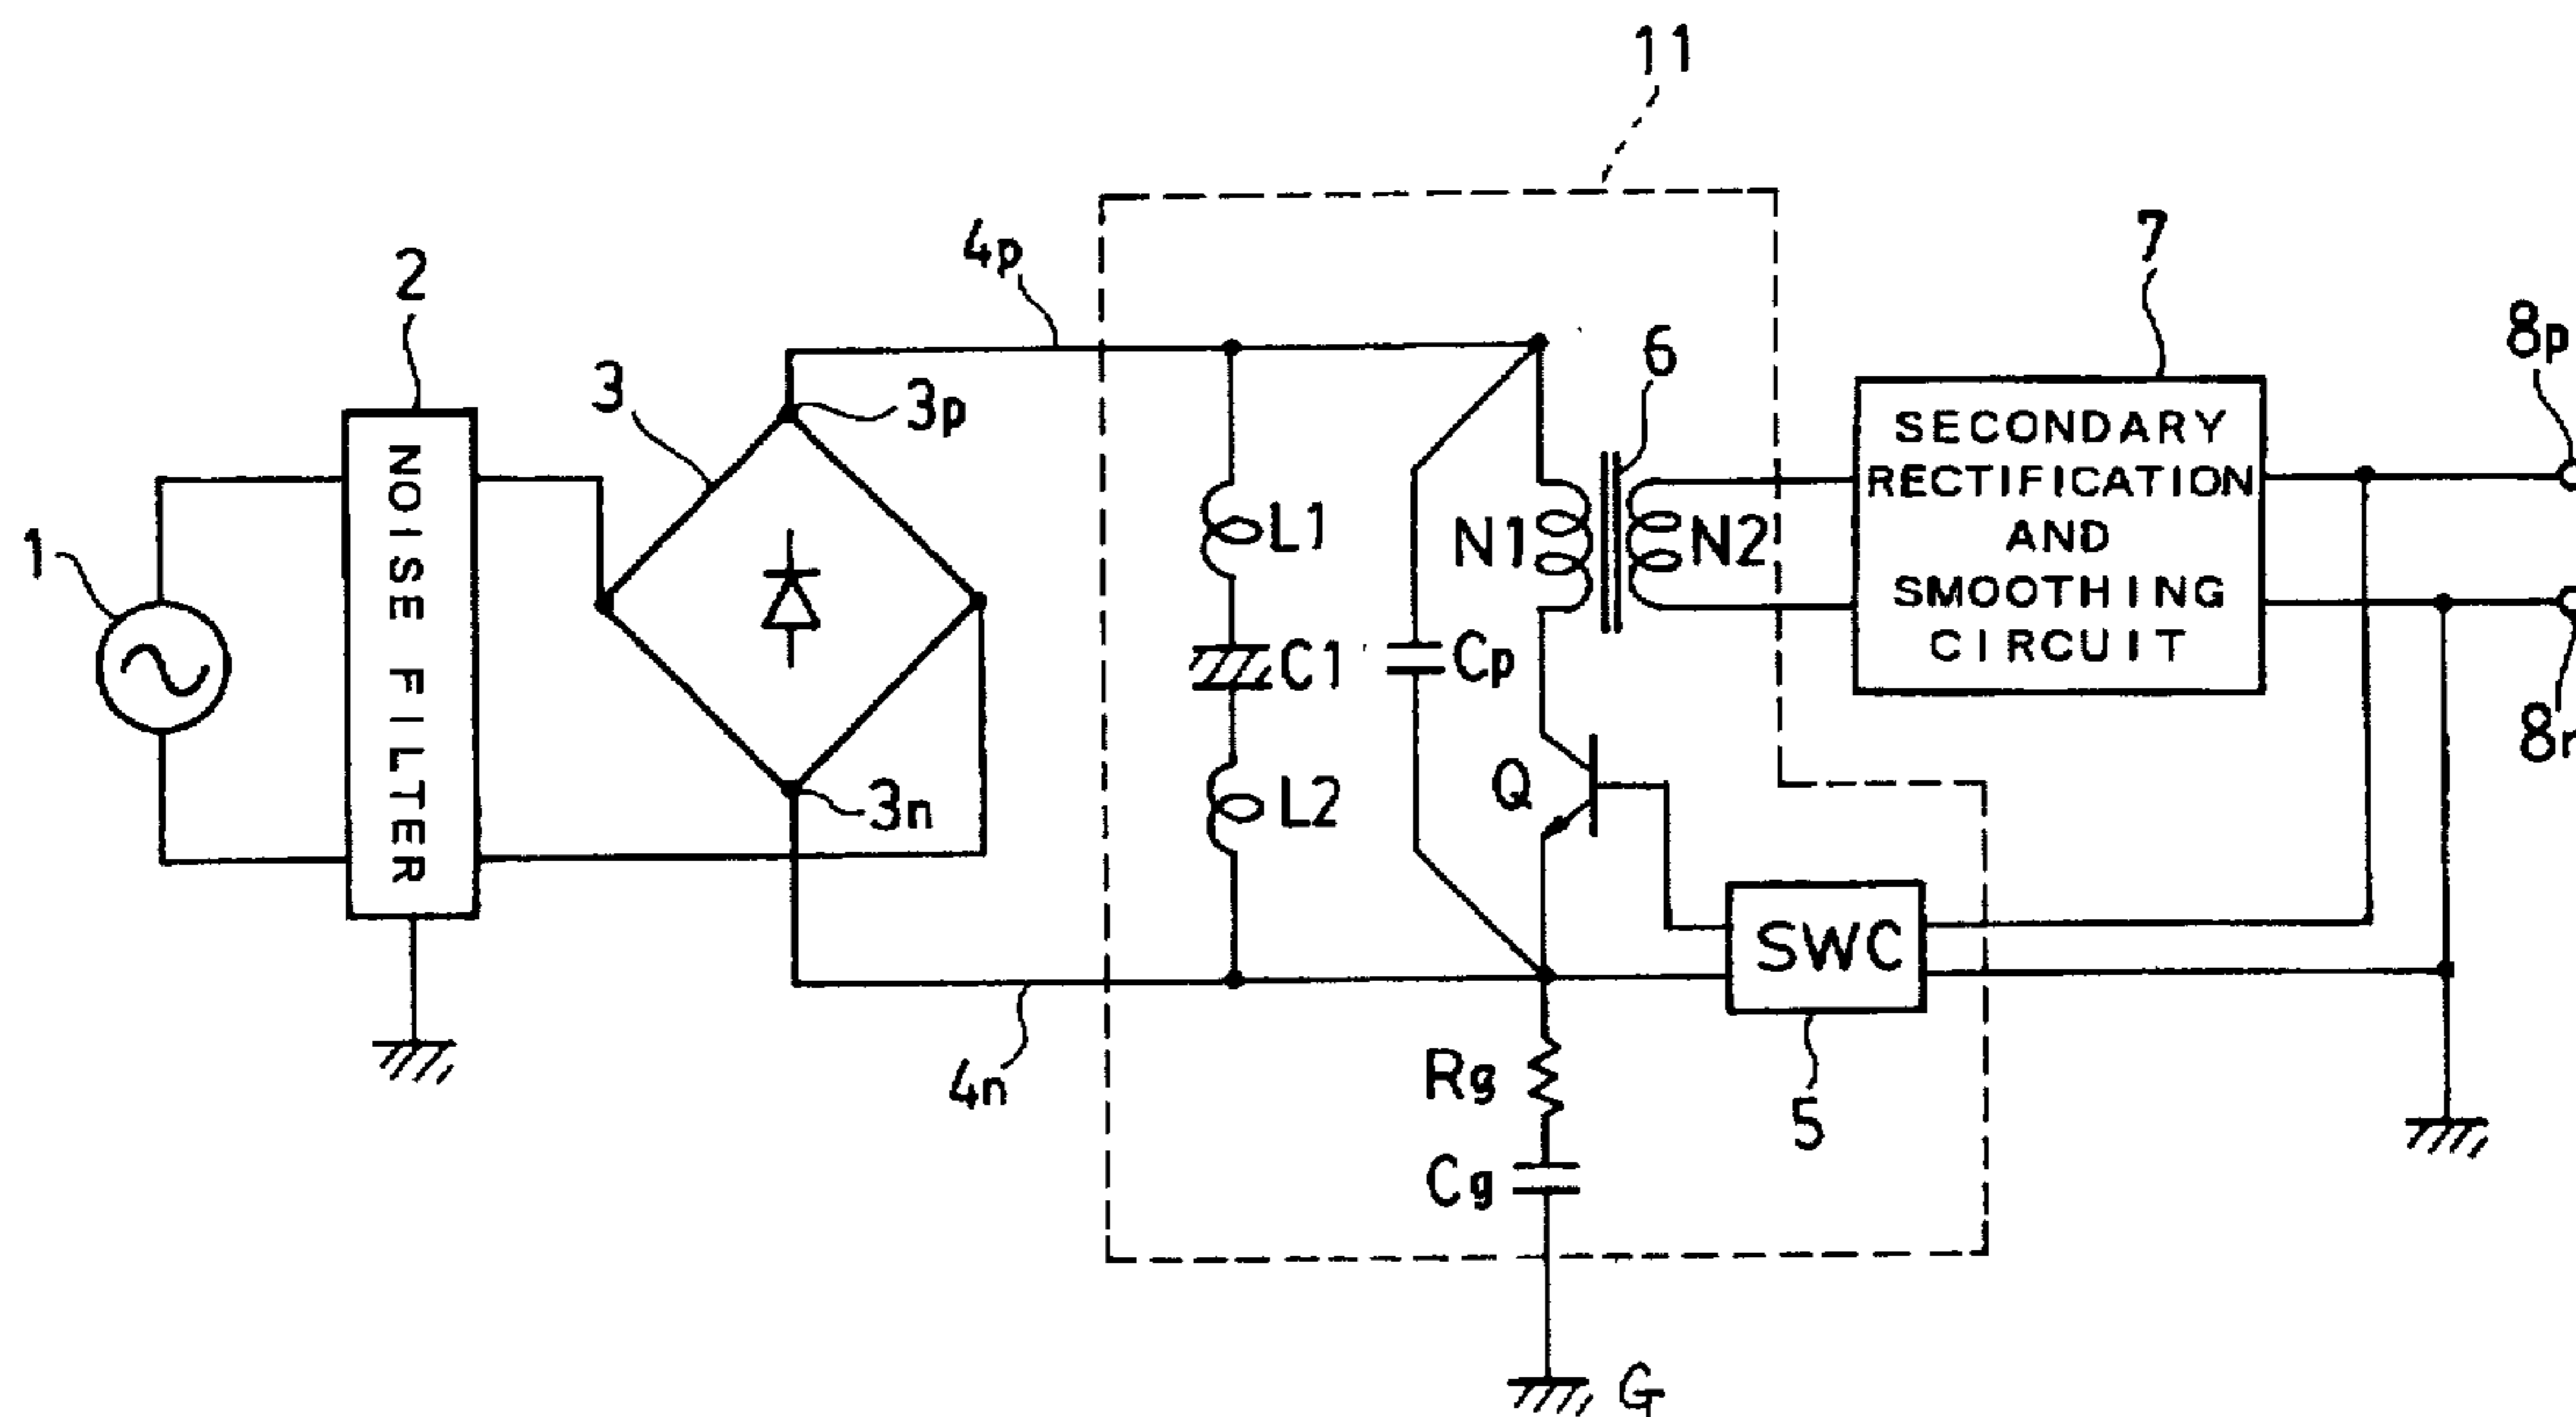 11
4p
7
2
8p
6
3
3p
SECONDARY
RECTIFICATION
AND
SMOOTHING
CIRCUIT
NOISE FILTER
L1
N1
N2
1
C1
Cp
3n
L2
Q
SWC
4n
Rg
5
Cg
G